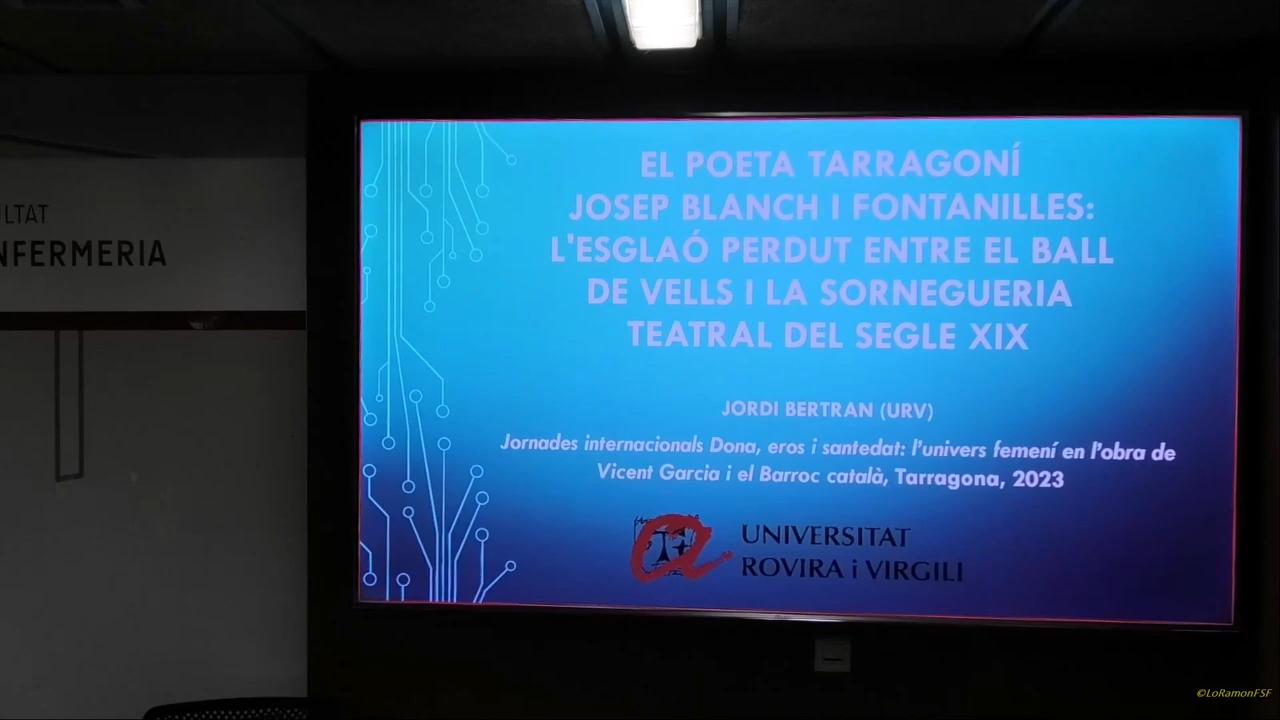 ULTAT
NFERMERIA
EL POETA TARRAGONÍ
JOSEP BLANCH I FONTANILLES:
L'ESGLAÓ PERDUT ENTRE EL BALL
DE VELLS I LA SORNEGUERIA
TEATRAL DEL SEGLE XIX
JORDI BERTRAN (URV)
Jornades internacionals Dona, eros i santedat: l'univers femení en l'obra de
Vicent Garcia i el Barroc català, Tarragona, 2023
UNIVERSITAT
ROVIRA i VIRGILI
©LoRamonFSF